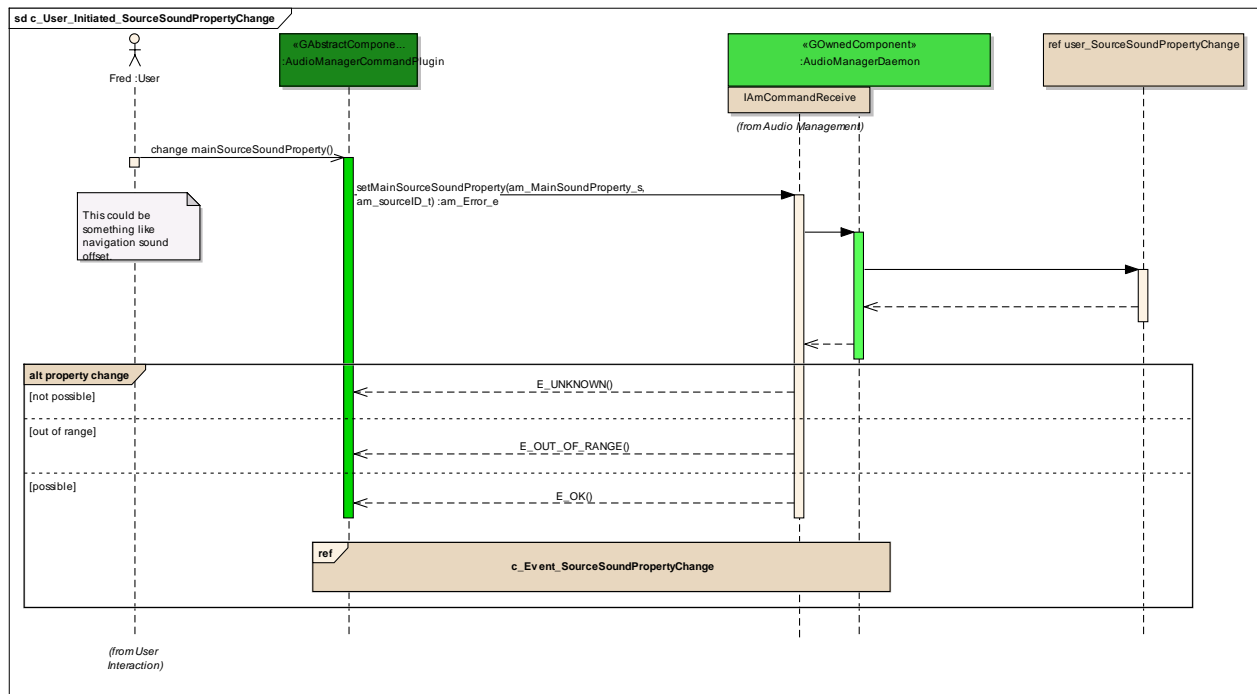 sd c_User_Initiated_SourceSoundPropertyChange
Fred :User
«GAbstractCompone...
:AudioManagerCommandPlugin
«GOwnedComponent»
:AudioManagerDaemon
IAmCommandReceive
(from Audio Management)
ref user_SourceSoundPropertyChange
change mainSourceSoundProperty()
setMainSourceSoundProperty(am_MainSoundProperty_s,
am_sourceID_t) :am_Error_e
This could be
something like
navigation sound
offset.
alt property change
[not possible]
E_UNKNOWN()
[out of range]
E_OUT_OF_RANGE()
[possible]
E_OK()
ref
c_Event_SourceSoundPropertyChange
(from User
Interaction)